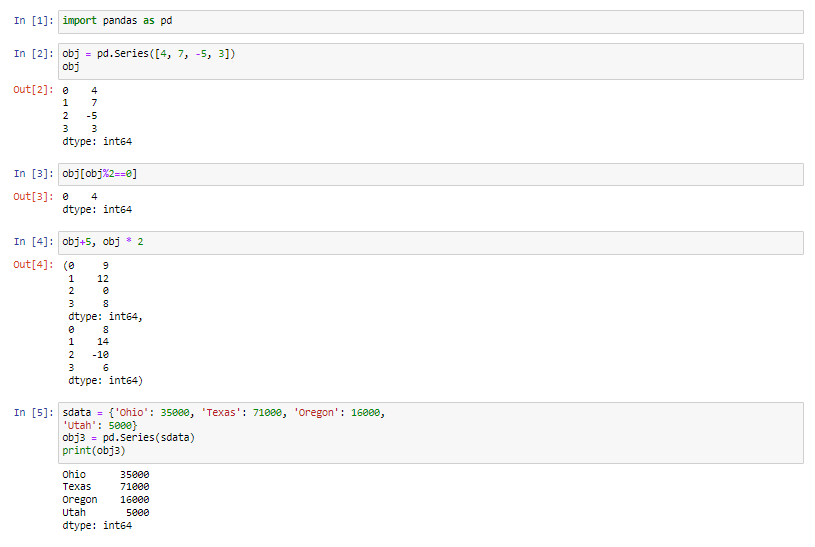 In [1]: import pandas as pd
In [2]: obj = pd.Series([4, 7, -5, 3])
obj
Out[2]: 0    4
1    7
2   -5
3    3
dtype: int64
In [3]: obj[obj%2==0]
Out[3]: 0    4
dtype: int64
In [4]: obj+5, obj * 2
Out[4]: (0     9
1    12
2     0
3     8
dtype: int64,
0     8
1    14
2   -10
3     6
dtype: int64)
In [5]: sdata = {'Ohio': 35000, 'Texas': 71000, 'Oregon': 16000,
'Utah': 5000}
obj3 = pd.Series(sdata)
print(obj3)
Ohio      35000
Texas     71000
Oregon    16000
Utah       5000
dtype: int64